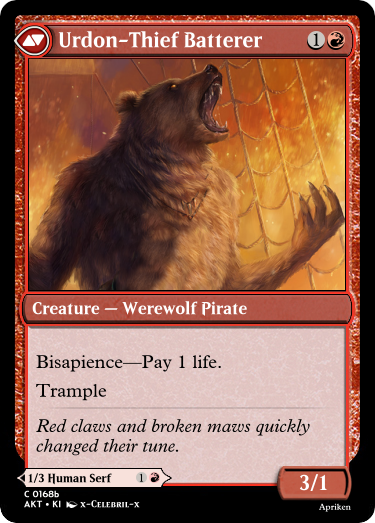 Urdon-Thief Batterer 1
Creature — Werewolf Pirate
Bisapience—Pay 1 life.
Trample
Red claws and broken maws quickly
changed their tune.
1/3 Human Serf 1
3/1
C 0168b
AKT • KI x-Celebril-x
Apriken